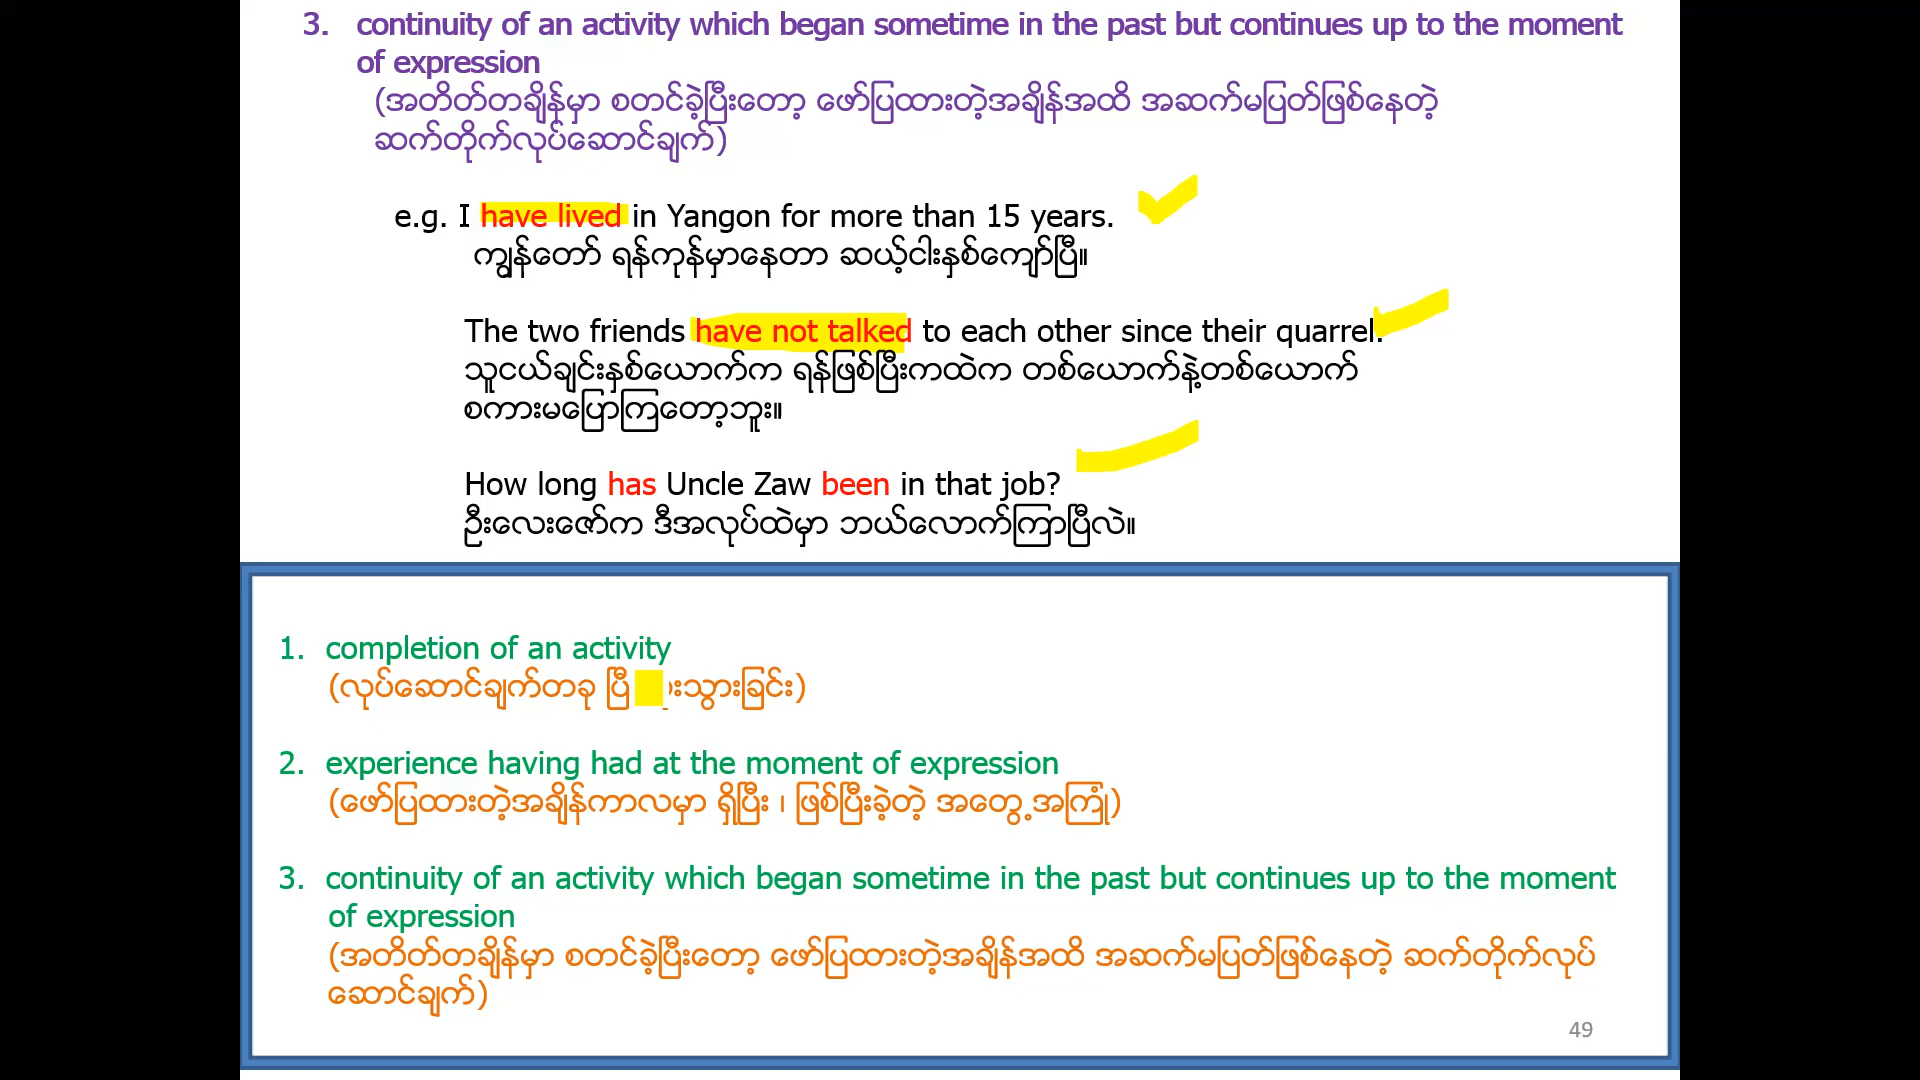 3. continuity of an activity which began sometime in the past but continues up to the moment
of expression
(အတိတ်တချိန်မှာ စတင်ခဲ့ပြီးတော့ ဖော်ပြထားတဲ့အချိန်အထိ အဆက်မပြတ်ဖြစ်နေတဲ့
ဆက်တိုက်လုပ်ဆောင်ချက်)
e.g. I have lived in Yangon for more than 15 years.
ကျွန်တော် ရန်ကုန်မှာနေတာ ဆယ့်ငါးနှစ်ကျော်ပြီ။
The two friends have not talked to each other since their quarrel.
သူငယ်ချင်းနှစ်ယောက်က ရန်ဖြစ်ပြီးကထဲက တစ်ယောက်နဲ့တစ်ယောက်
စကားမပြောကြတော့ဘူး။
How long has Uncle Zaw been in that job?
ဦးလေးဇော်က ဒီအလုပ်ထဲမှာ ဘယ်လောက်ကြာပြီလဲ။
1. completion of an activity
(လုပ်ဆောင်ချက်တခု သွားခြင်း)
2. experience having had at the moment of expression
(ဖော်ပြထားတဲ့အချိန်ကာလမှာ ရှိပြီး ၊ ဖြစ်ပြီးခဲ့တဲ့ အတွေ့အကြုံ)
3. continuity of an activity which began sometime in the past but continues up to the moment
of expression
(အတိတ်တချိန်မှာ စတင်ခဲ့ပြီးတော့ ဖော်ပြထားတဲ့အချိန်အထိ အဆက်မပြတ်ဖြစ်နေတဲ့ ဆက်တိုက်လုပ်
ဆောင်ချက်)
49